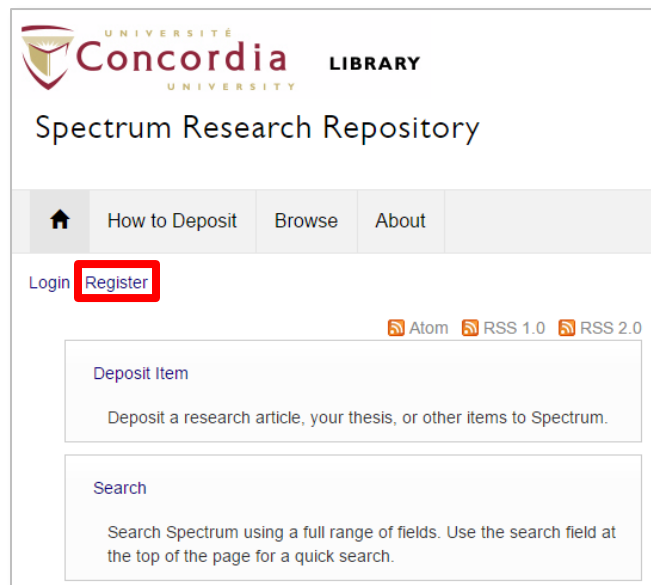 UNIVERSITÉ
Concordia LIBRARY
UNIVERSITY
Spectrum Research Repository
How to Deposit Browse About
Login Register
Atom RSS 1.0 RSS 2.0
Deposit Item
Deposit a research article, your thesis, or other items to Spectrum.
Search
Search Spectrum using a full range of fields. Use the search field at
the top of the page for a quick search.